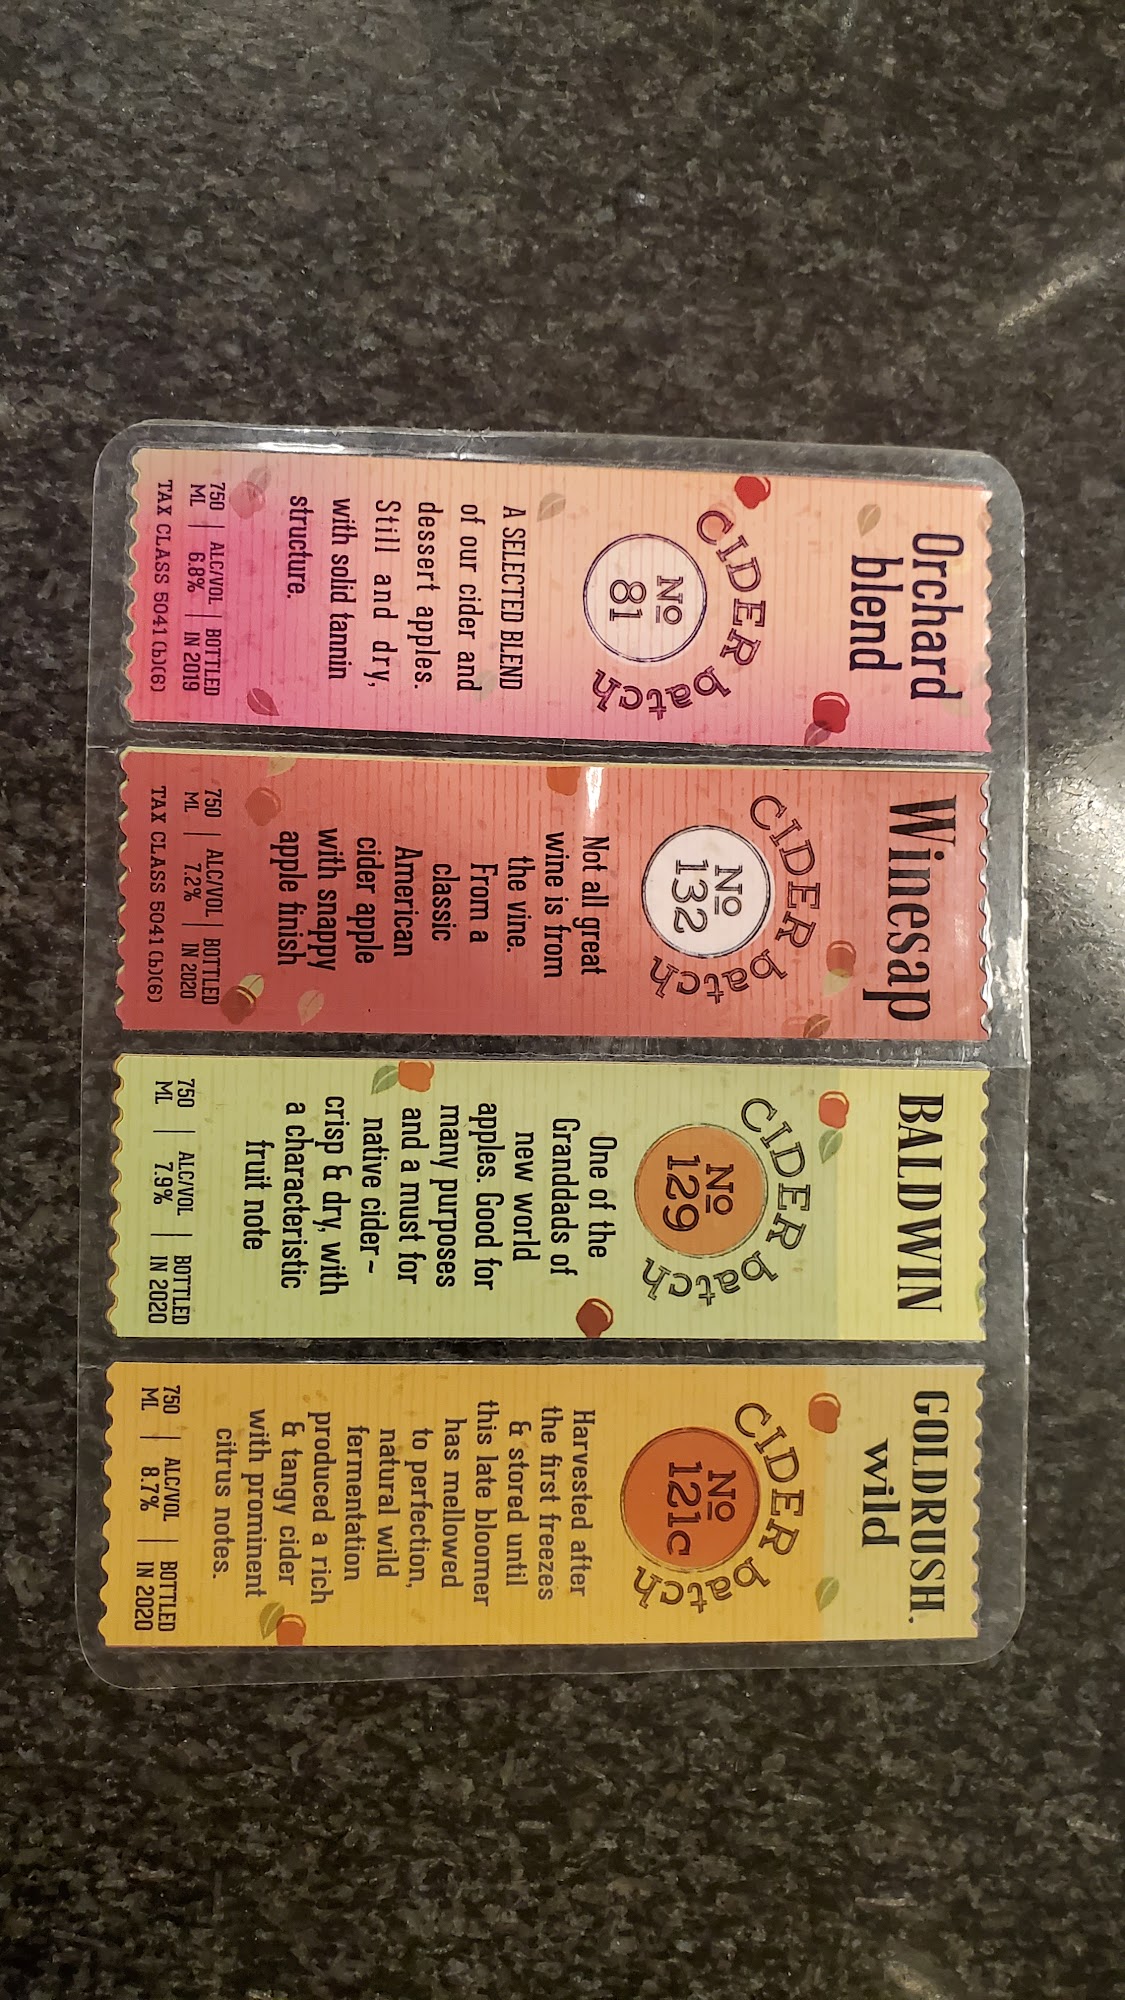 Orchard
blend
CIDER batch
No
81
A SELECTED BLEND
of our cider and
dessert apples.
Still and dry,
with solid tannin
structure.
750 ML | ALC/VOL 6.8% | BOTTLED IN 2019
TAX CLASS 5041 (b)(6)
Winesap
CIDER batch
No
132
Not all great
wine is from
the vine.
From a
classic
American
cider apple
with snappy
apple finish
750 ML | ALC/VOL 7.2% | BOTTLED IN 2020
TAX CLASS 5041 (b)(6)
BALDWIN
CIDER batch
No
129
One of the
Granddads of
new world
apples. Good for
many purposes
and a must for
native cider~
crisp & dry, with
a characteristic
fruit note
750 ML | ALC/VOL 7.9% | BOTTLED IN 2020
GOLDRUSH.
wild
CIDER batch
No
121c
Harvested after
the first freezes
& stored until
this late bloomer
has mellowed
to perfection,
natural wild
fermentation
produced a rich
& tangy cider
with prominent
citrus notes.
750 ML | ALC/VOL 8.7% | BOTTLED IN 2020